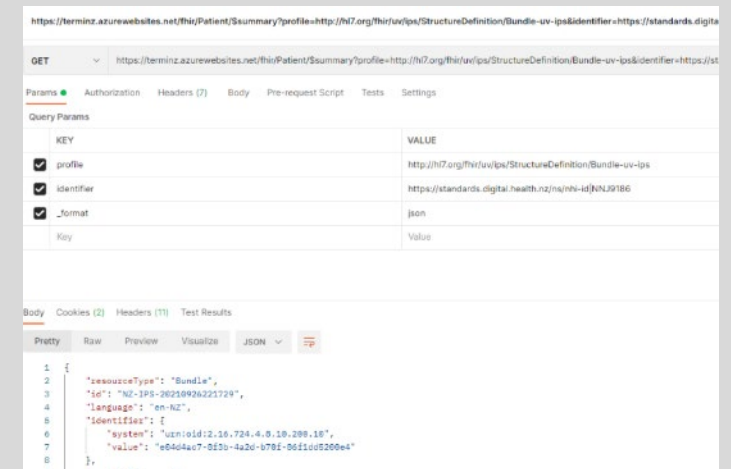 https://terminz.azurewebsites.net/fhir/Patient/$summary?profile=http://hl7.org/fhir/uv/ips/StructureDefinition/Bundle-uv-ips&identifier=https://standards.digita
GET https://terminz.azurewebsites.net/fhir/Patient/$summary?profile=http://hl7.org/fhir/uv/ips/StructureDefinition/Bundle-uv-ips&identifier=https://st
Params Authorization Headers (7) Body Pre-request Script Tests Settings
Query Params
KEY VALUE
profile http://hl7.org/fhir/uv/ips/StructureDefinition/Bundle-uv-ips
identifier https://standards.digital.health.nz/ns/nhi-id|NNJ9186
_format json
Key Value
Body Cookies (2) Headers (11) Test Results
Pretty Raw Preview Visualize JSON
1 {
2 "resourceType": "Bundle",
3 "id": "NZ-IPS-20210926221729",
4 "language": "en-NZ",
5 "identifier": {
6 "system": "urn:oid:2.16.724.4.8.10.200.10",
7 "value": "e04d4ac7-8f3b-4a2d-b78f-86f1dd5200e4"
8 },